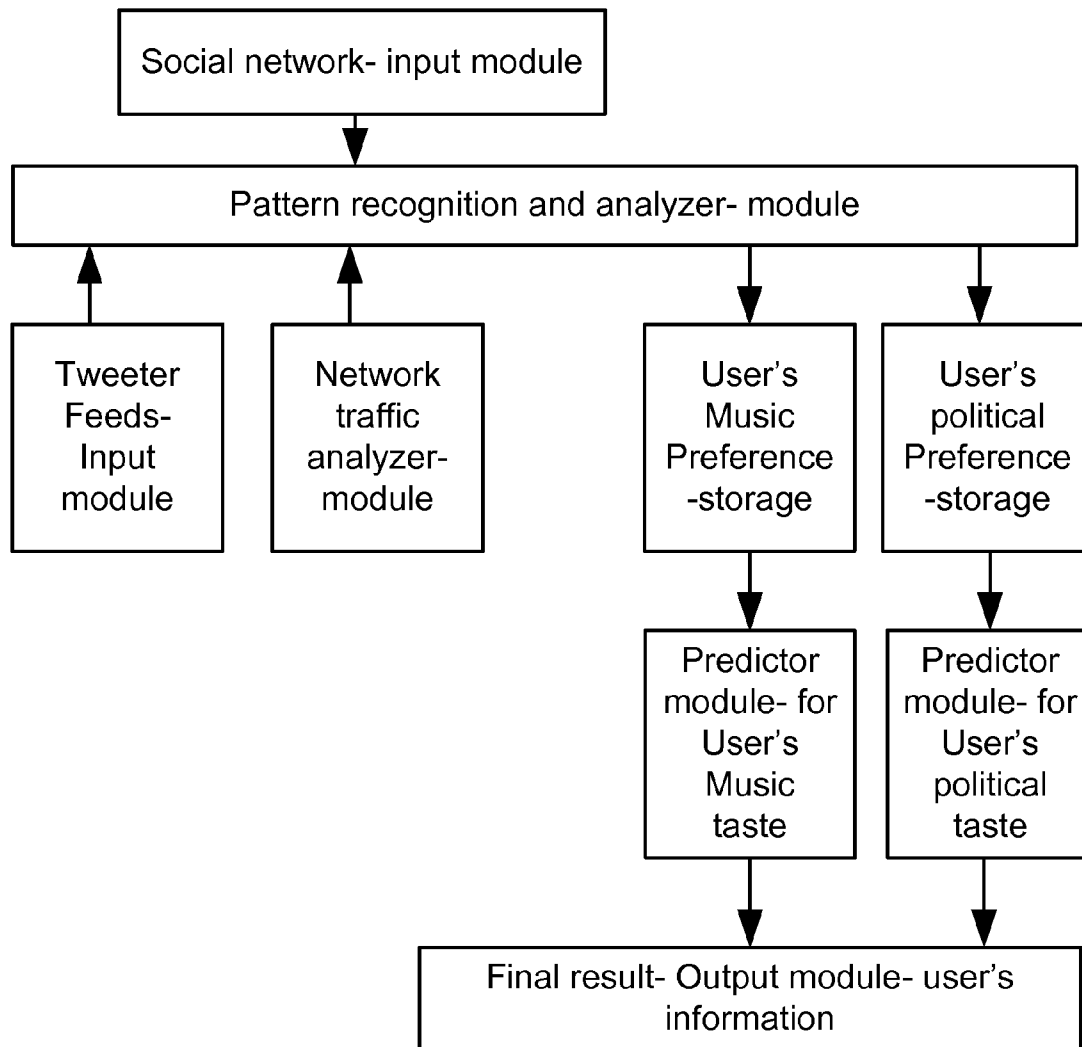 Social network- input module
Pattern recognition and analyzer- module
Tweeter
Feeds-
Input
module
Network
traffic
analyzer-
module
User’s
Music
Preference
-storage
User’s
political
Preference
-storage
Predictor
module- for
User’s
Music
taste
Predictor
module- for
User’s
political
taste
Final result- Output module- user’s
information